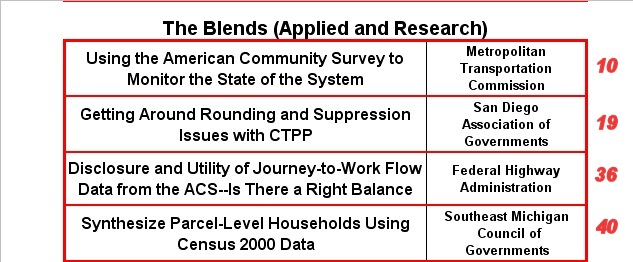 The Blends (Applied and Research)
Using the American Community Survey to
Monitor the State of the System
Metropolitan
Transportation
Commission
10
Getting Around Rounding and Suppression
Issues with CTPP
San Diego
Association of
Governments
19
Disclosure and Utility of Journey-to-Work Flow
Data from the ACS--Is There a Right Balance
Federal Highway
Administration
36
Synthesize Parcel-Level Households Using
Census 2000 Data
Southeast Michigan
Council of
Governments
40